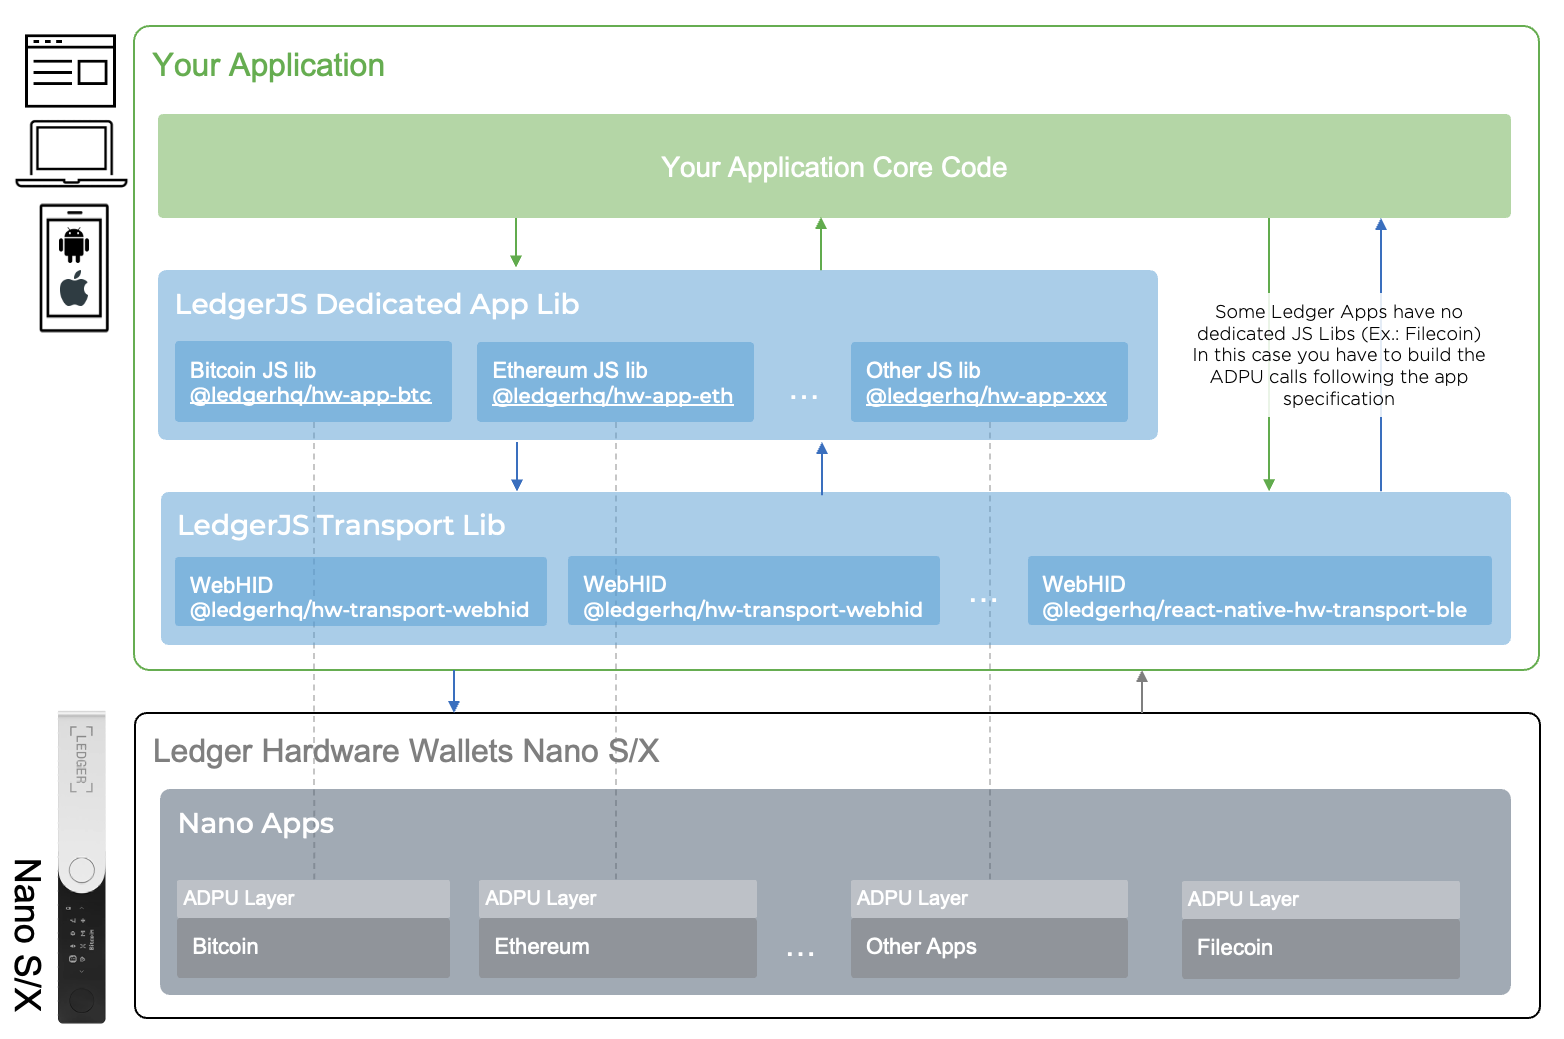 Your Application
Your Application Core Code
LedgerJS Dedicated App Lib
Bitcoin JS lib
@ledgerhq/hw-app-btc
Ethereum JS lib
@ledgerhq/hw-app-eth
...
Other JS lib
@ledgerhq/hw-app-xxx
Some Ledger Apps have no
dedicated JS Libs (Ex.: Filecoin)
In this case you have to build the
ADPU calls following the app
specification
LedgerJS Transport Lib
WebHID
@ledgerhq/hw-transport-webhid
WebHID
@ledgerhq/hw-transport-webhid
...
WebHID
@ledgerhq/react-native-hw-transport-ble
Ledger Hardware Wallets Nano S/X
Nano Apps
ADPU Layer
Bitcoin
ADPU Layer
Ethereum
...
ADPU Layer
Other Apps
ADPU Layer
Filecoin
LEDGER
Bitcoin
Nano S/X